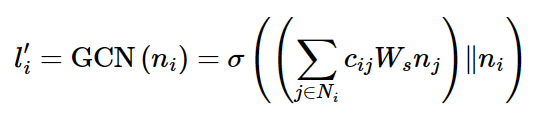 l'_i = GCN (n_i) = σ ( ( ∑_{j∈N_i} c_{ij} W_s n_j ) ∥ n_i )